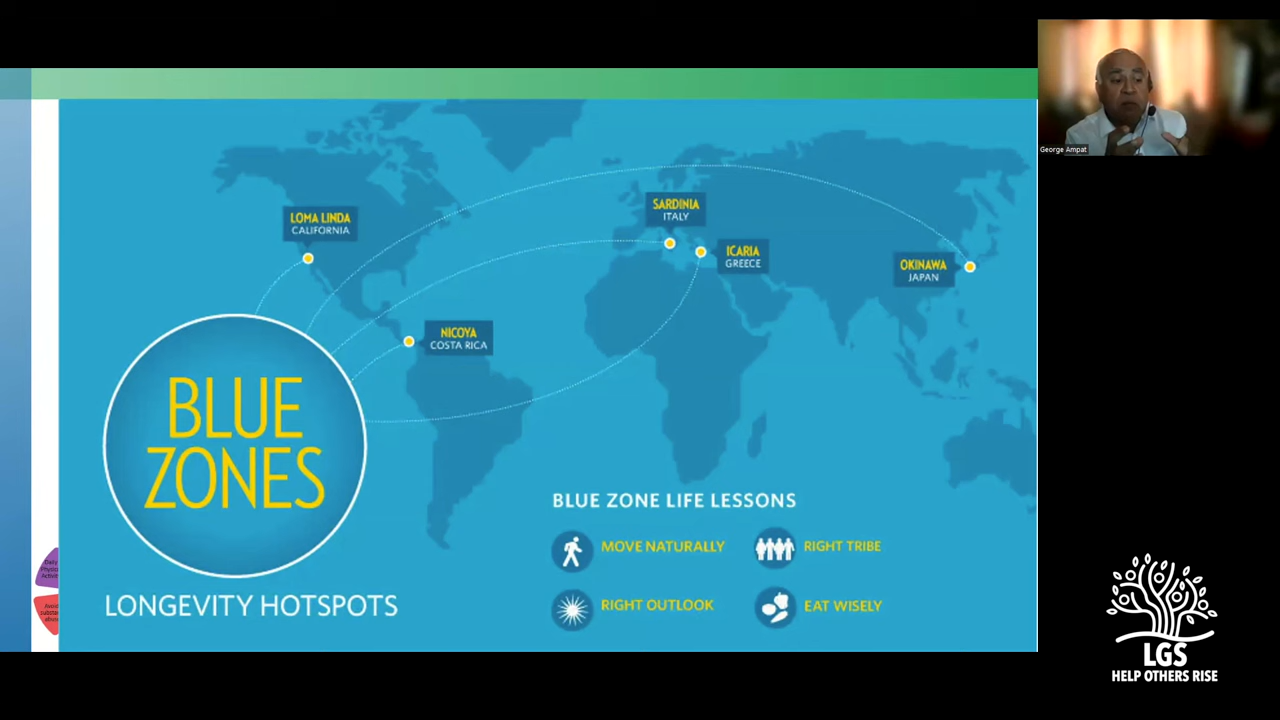 George Ampat
LOMA LINDA
CALIFORNIA
SARDINIA
ITALY
ICARIA
GREECE
OKINAWA
JAPAN
NICOYA
COSTA RICA
BLUE
ZONES
LONGEVITY HOTSPOTS
BLUE ZONE LIFE LESSONS
MOVE NATURALLY
RIGHT TRIBE
RIGHT OUTLOOK
EAT WISELY
Daily
LGS
HELP OTHERS RISE